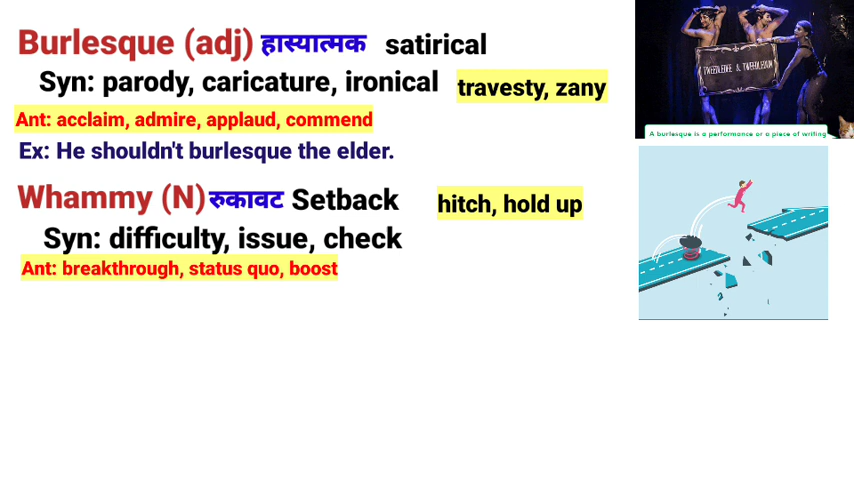 Burlesque (adj) हास्यात्मक satirical
Syn: parody, caricature, ironical travesty, zany
Ant: acclaim, admire, applaud, commend
Ex: He shouldn't burlesque the elder.
Whammy (N) रुकावट Setback hitch, hold up
Syn: difficulty, issue, check
Ant: breakthrough, status quo, boost
TWEEDLEDEE & TWEEDLEDUM
A burlesque is a performance or a piece of writing